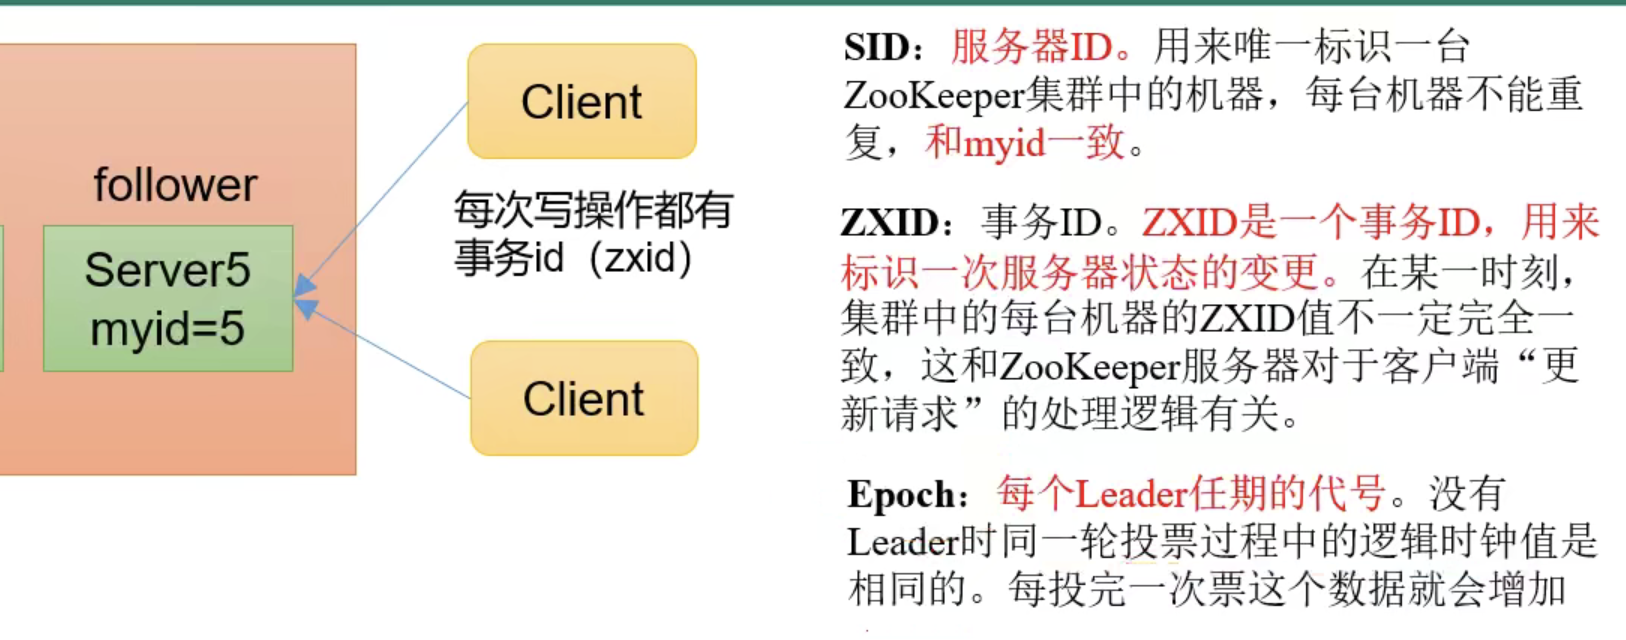 follower
Server5
myid=5
Client
每次写操作都有
事务id（zxid）
Client
SID：服务器ID。用来唯一标识一台
ZooKeeper集群中的机器，每台机器不能重
复，和myid一致。
ZXID：事务ID。ZXID是一个事务ID，用来
标识一次服务器状态的变更。在某一时刻，
集群中的每台机器的ZXID值不一定完全一
致，这和ZooKeeper服务器对于客户端“更
新请求”的处理逻辑有关。
Epoch：每个Leader任期的代号。没有
Leader时同一轮投票过程中的逻辑时钟值是
相同的。每投完一次票这个数据就会增加